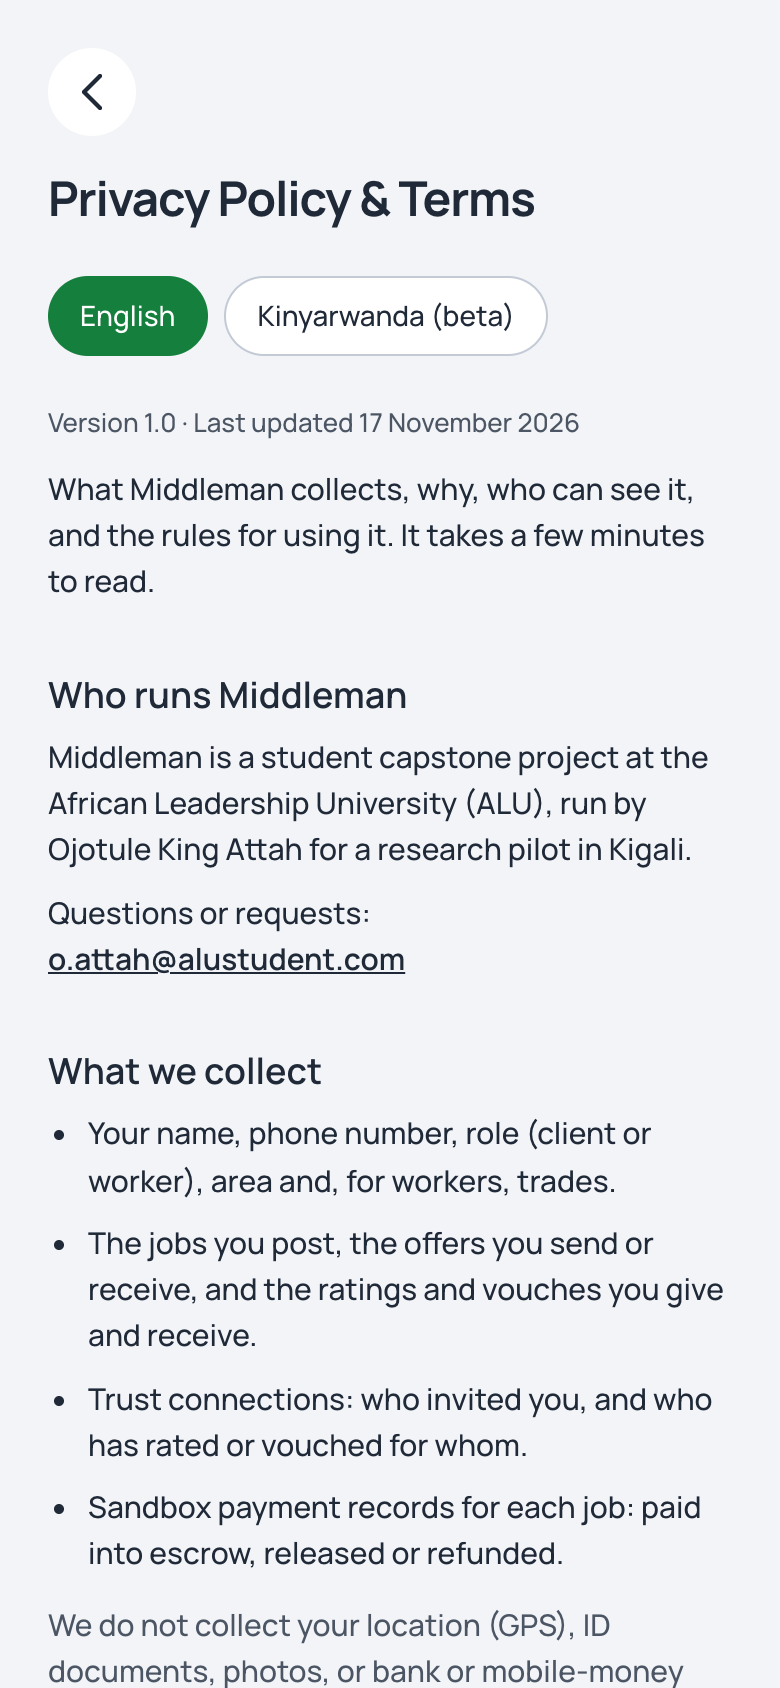 Privacy Policy & Terms
English
Kinyarwanda (beta)
Version 1.0 · Last updated 17 November 2026
What Middleman collects, why, who can see it,
and the rules for using it. It takes a few minutes
to read.
Who runs Middleman
Middleman is a student capstone project at the
African Leadership University (ALU), run by
Ojotule King Attah for a research pilot in Kigali.
Questions or requests:
o.attah@alustudent.com
What we collect
• Your name, phone number, role (client or
worker), area and, for workers, trades.
• The jobs you post, the offers you send or
receive, and the ratings and vouches you give
and receive.
• Trust connections: who invited you, and who
has rated or vouched for whom.
• Sandbox payment records for each job: paid
into escrow, released or refunded.
We do not collect your location (GPS), ID
documents, photos, or bank or mobile-money